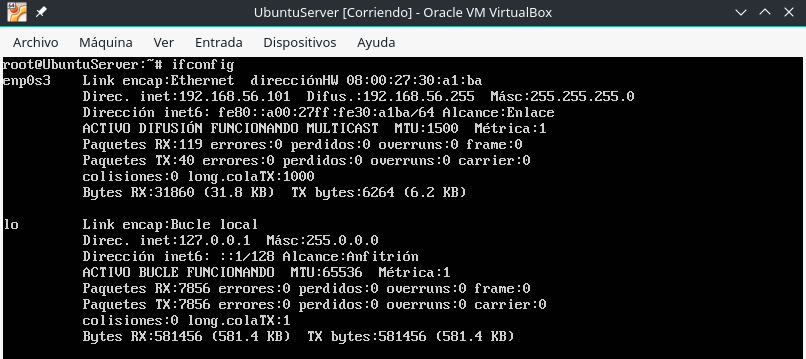 UbuntuServer [Corriendo] - Oracle VM VirtualBox
Archivo Máquina Ver Entrada Dispositivos Ayuda
root@UbuntuServer:~# ifconfig
enp0s3 Link encap:Ethernet direcciónHW 08:00:27:30:a1:ba
Direc. inet:192.168.56.101 Difus.:192.168.56.255 Másc:255.255.255.0
Dirección inet6: fe80::a00:27ff:fe30:a1ba/64 Alcance:Enlace
ACTIVO DIFUSIÓN FUNCIONANDO MULTICAST MTU:1500 Métrica:1
Paquetes RX:119 errores:0 perdidos:0 overruns:0 frame:0
Paquetes TX:40 errores:0 perdidos:0 overruns:0 carrier:0
colisiones:0 long.colaTX:1000
Bytes RX:31860 (31.8 KB) TX bytes:6264 (6.2 KB)
lo Link encap:Bucle local
Direc. inet:127.0.0.1 Másc:255.0.0.0
Dirección inet6: ::1/128 Alcance:Anfitrión
ACTIVO BUCLE FUNCIONANDO MTU:65536 Métrica:1
Paquetes RX:7856 errores:0 perdidos:0 overruns:0 frame:0
Paquetes TX:7856 errores:0 perdidos:0 overruns:0 carrier:0
colisiones:0 long.colaTX:1
Bytes RX:581456 (581.4 KB) TX bytes:581456 (581.4 KB)